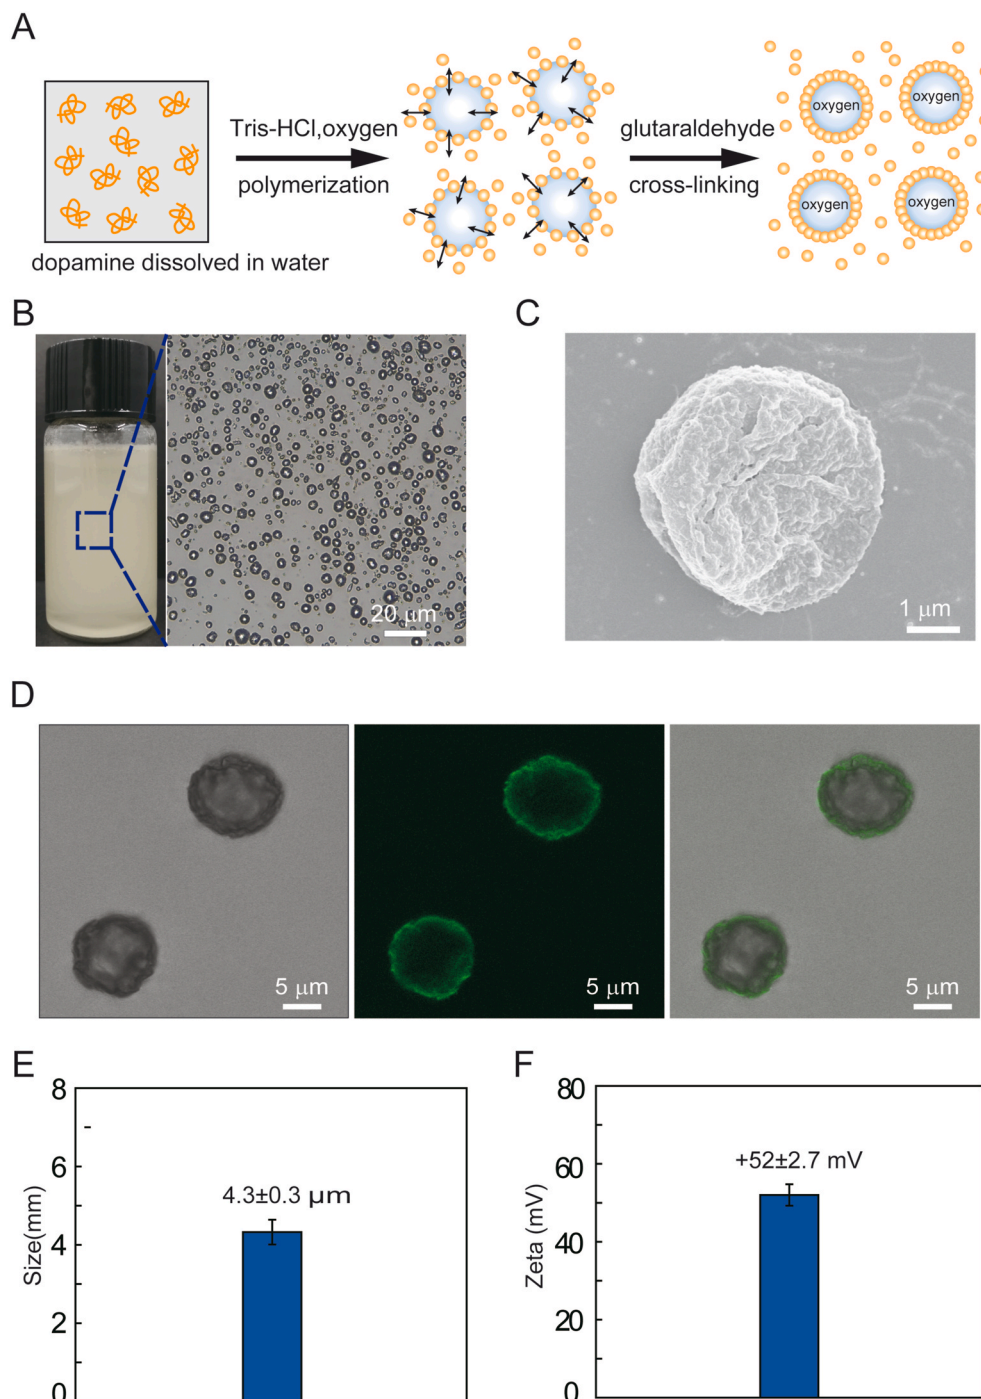 A
Tris-HCl,oxygen
polymerization
glutaraldehyde
cross-linking
oxygen
oxygen
oxygen
oxygen
dopamine dissolved in water
B
20 μm
C
1 μm
D
5 μm
5 μm
5 μm
E
8
6
4
2
0
Size(mm)
4.3±0.3 μm
F
80
60
40
20
0
Zeta (mV)
+52±2.7 mV